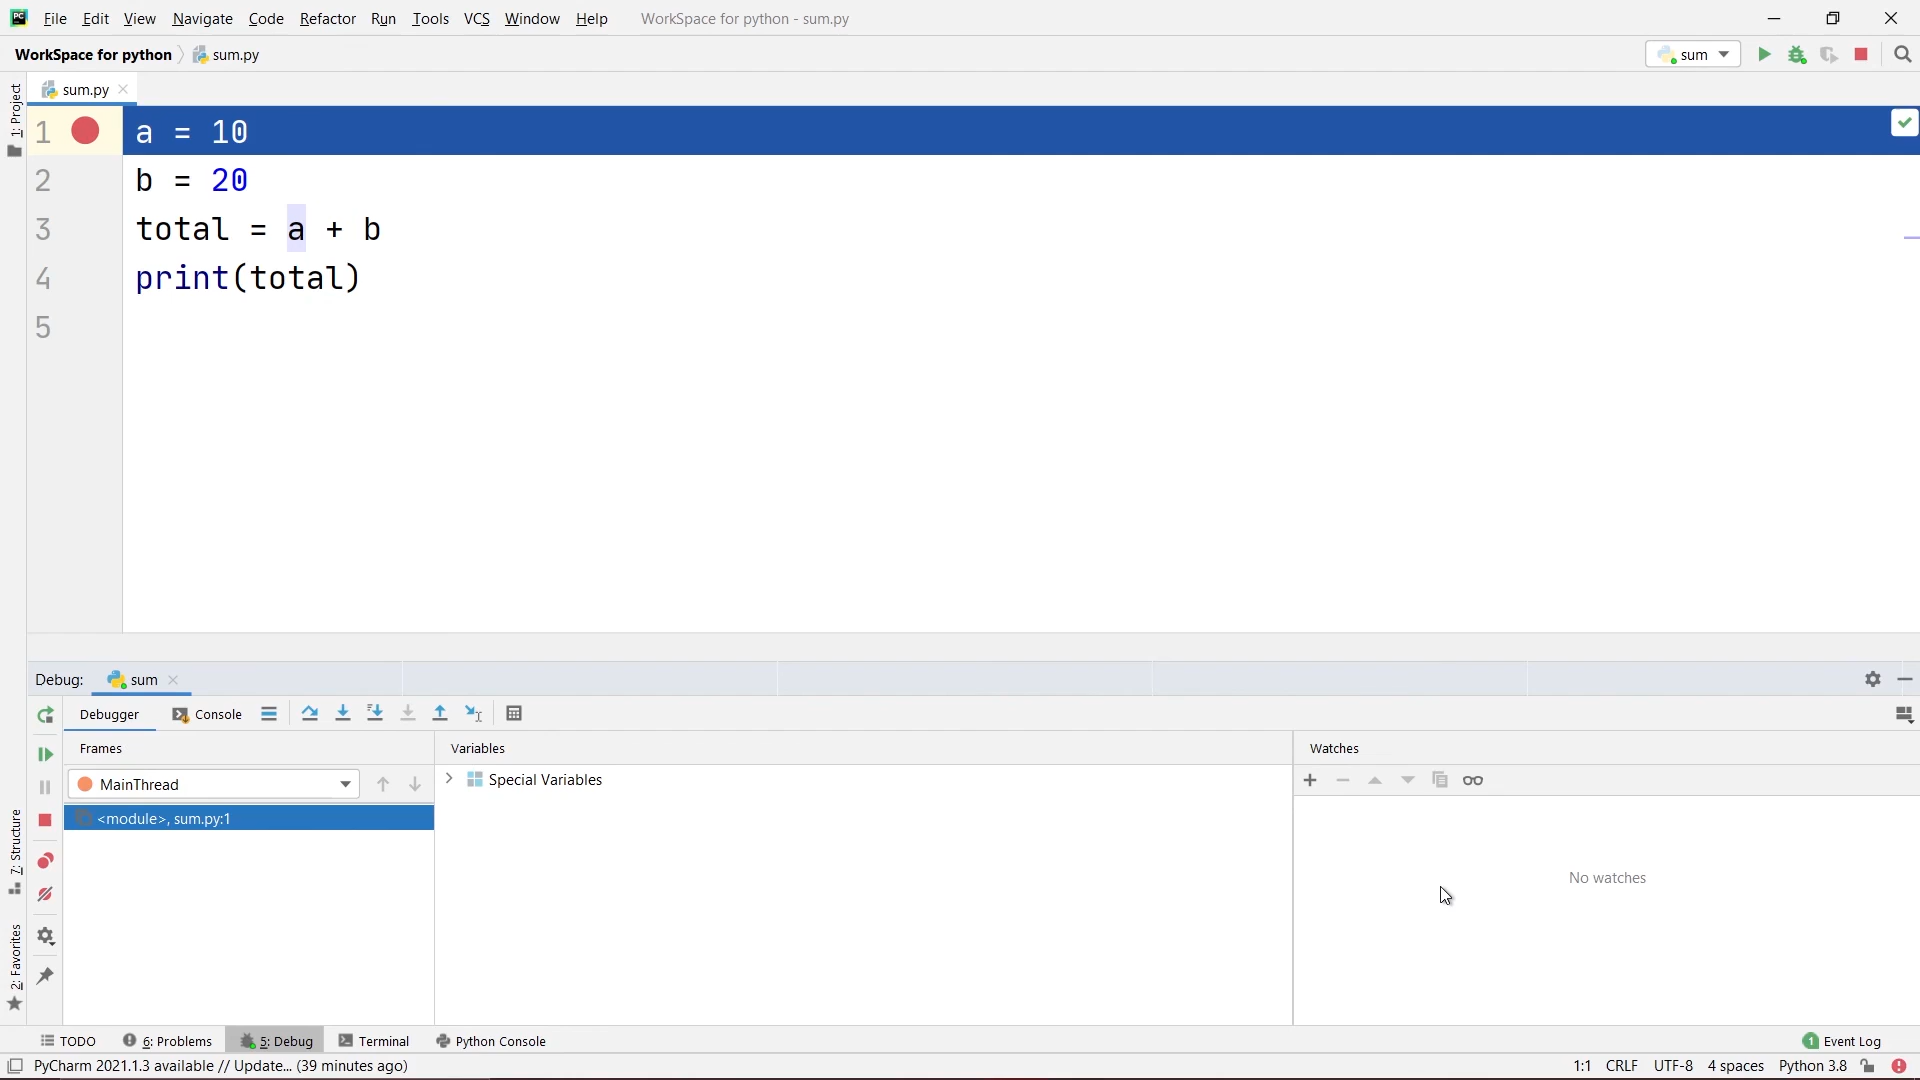 PC File Edit View Navigate Code Refactor Run Tools VCS Window Help WorkSpace for python - sum.py
WorkSpace for python sum.py sum
sum.py
1: Project
1 a = 10
2 b = 20
3 total = a + b
4 print(total)
5
Debug: sum
Debugger Console
Frames Variables Watches
MainThread Special Variables
<module>, sum.py:1
No watches
7: Structure
2: Favorites
TODO 6: Problems 5: Debug Terminal Python Console 1 Event Log
PyCharm 2021.1.3 available // Update... (39 minutes ago) 1:1 CRLF UTF-8 4 spaces Python 3.8